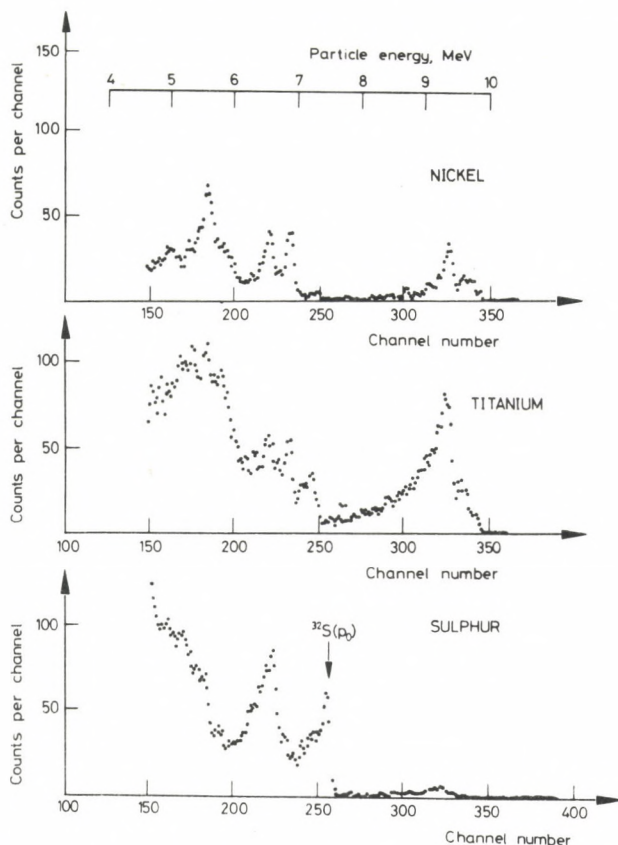 Counts per channel
150
100
50
Particle energy, MeV
4 5 6 7 8 9 10
NICKEL
150 200 250 300 350
Channel number
Counts per channel
100
50
TITANIUM
100 150 200 250 300 350
Channel number
Counts per channel
100
50
³²S(p₀)
SULPHUR
100 150 200 250 300 350 400
Channel number